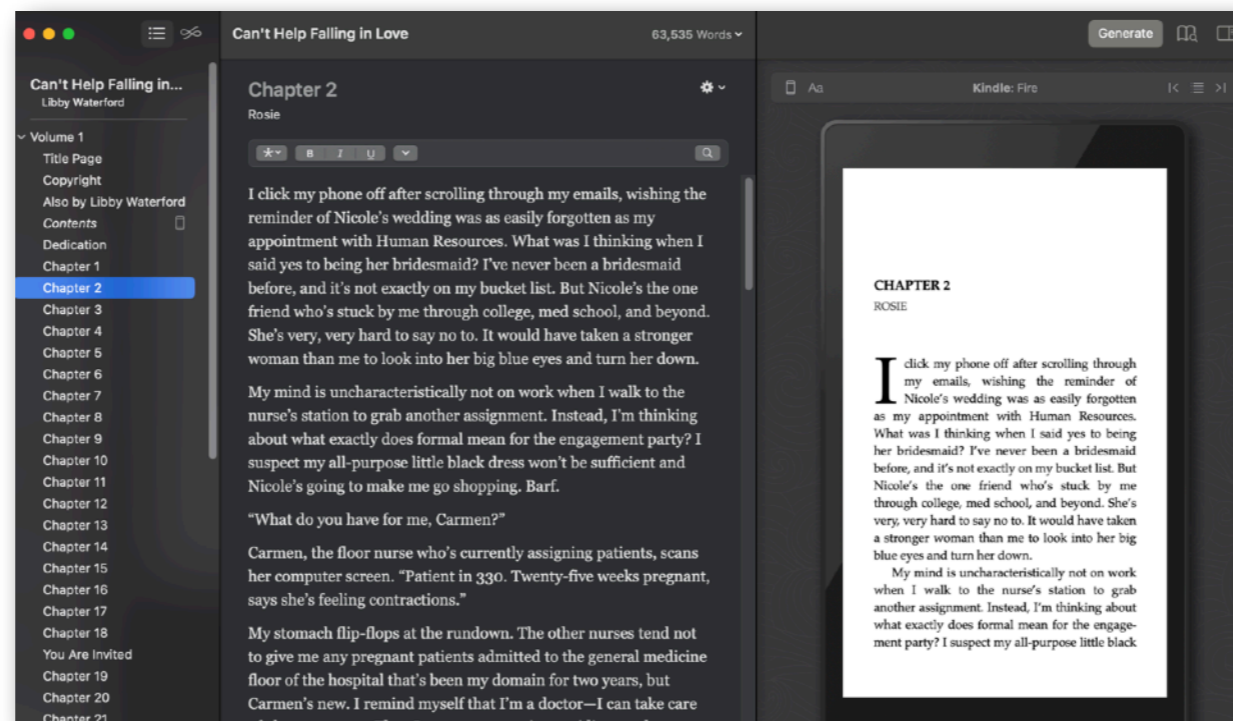 Can't Help Falling in...
Libby Waterford
Volume 1
Title Page
Copyright
Also by Libby Waterford
Contents
Dedication
Chapter 1
Chapter 2
Chapter 3
Chapter 4
Chapter 5
Chapter 6
Chapter 7
Chapter 8
Chapter 9
Chapter 10
Chapter 11
Chapter 12
Chapter 13
Chapter 14
Chapter 15
Chapter 16
Chapter 17
Chapter 18
You Are Invited
Chapter 19
Chapter 20
Chapter 21
Can't Help Falling in Love
63,535 Words
Chapter 2
Rosie
B I U
I click my phone off after scrolling through my emails, wishing the
reminder of Nicole’s wedding was as easily forgotten as my
appointment with Human Resources. What was I thinking when I
said yes to being her bridesmaid? I’ve never been a bridesmaid
before, and it’s not exactly on my bucket list. But Nicole’s the one
friend who’s stuck by me through college, med school, and beyond.
She’s very, very hard to say no to. It would have taken a stronger
woman than me to look into her big blue eyes and turn her down.
My mind is uncharacteristically not on work when I walk to the
nurse’s station to grab another assignment. Instead, I’m thinking
about what exactly does formal mean for the engagement party? I
suspect my all-purpose little black dress won’t be sufficient and
Nicole’s going to make me go shopping. Barf.
“What do you have for me, Carmen?”
Carmen, the floor nurse who’s currently assigning patients, scans
her computer screen. “Patient in 330. Twenty-five weeks pregnant,
says she’s feeling contractions.”
My stomach flip-flops at the rundown. The other nurses tend not
to give me any pregnant patients admitted to the general medicine
floor of the hospital that’s been my domain for two years, but
Carmen’s new. I remind myself that I’m a doctor—I can take care
Generate
Aa
Kindle: Fire
CHAPTER 2
ROSIE
I click my phone off after scrolling through
my emails, wishing the reminder of
Nicole’s wedding was as easily forgotten
as my appointment with Human Resources.
What was I thinking when I said yes to being
her bridesmaid? I’ve never been a bridesmaid
before, and it’s not exactly on my bucket list. But
Nicole’s the one friend who’s stuck by me
through college, med school, and beyond. She’s
very, very hard to say no to. It would have taken
a stronger woman than me to look into her big
blue eyes and turn her down.
My mind is uncharacteristically not on work
when I walk to the nurse’s station to grab
another assignment. Instead, I’m thinking about
what exactly does formal mean for the engage-
ment party? I suspect my all-purpose little black